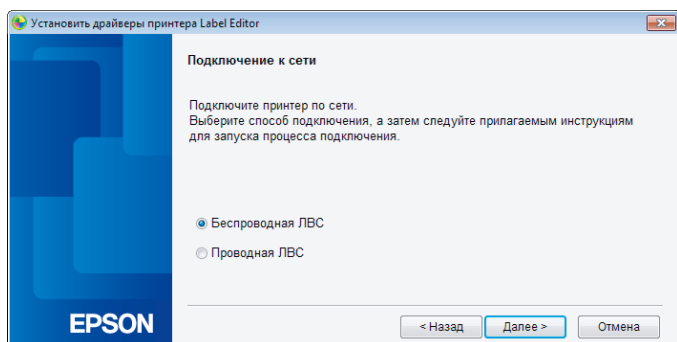 Установить драйверы принтера Label Editor
Подключение к сети
Подключите принтер по сети.
Выберите способ подключения, а затем следуйте прилагаемым инструкциям
для запуска процесса подключения.
Беспроводная ЛВС
Проводная ЛВС
EPSON
< Назад
Далее >
Отмена